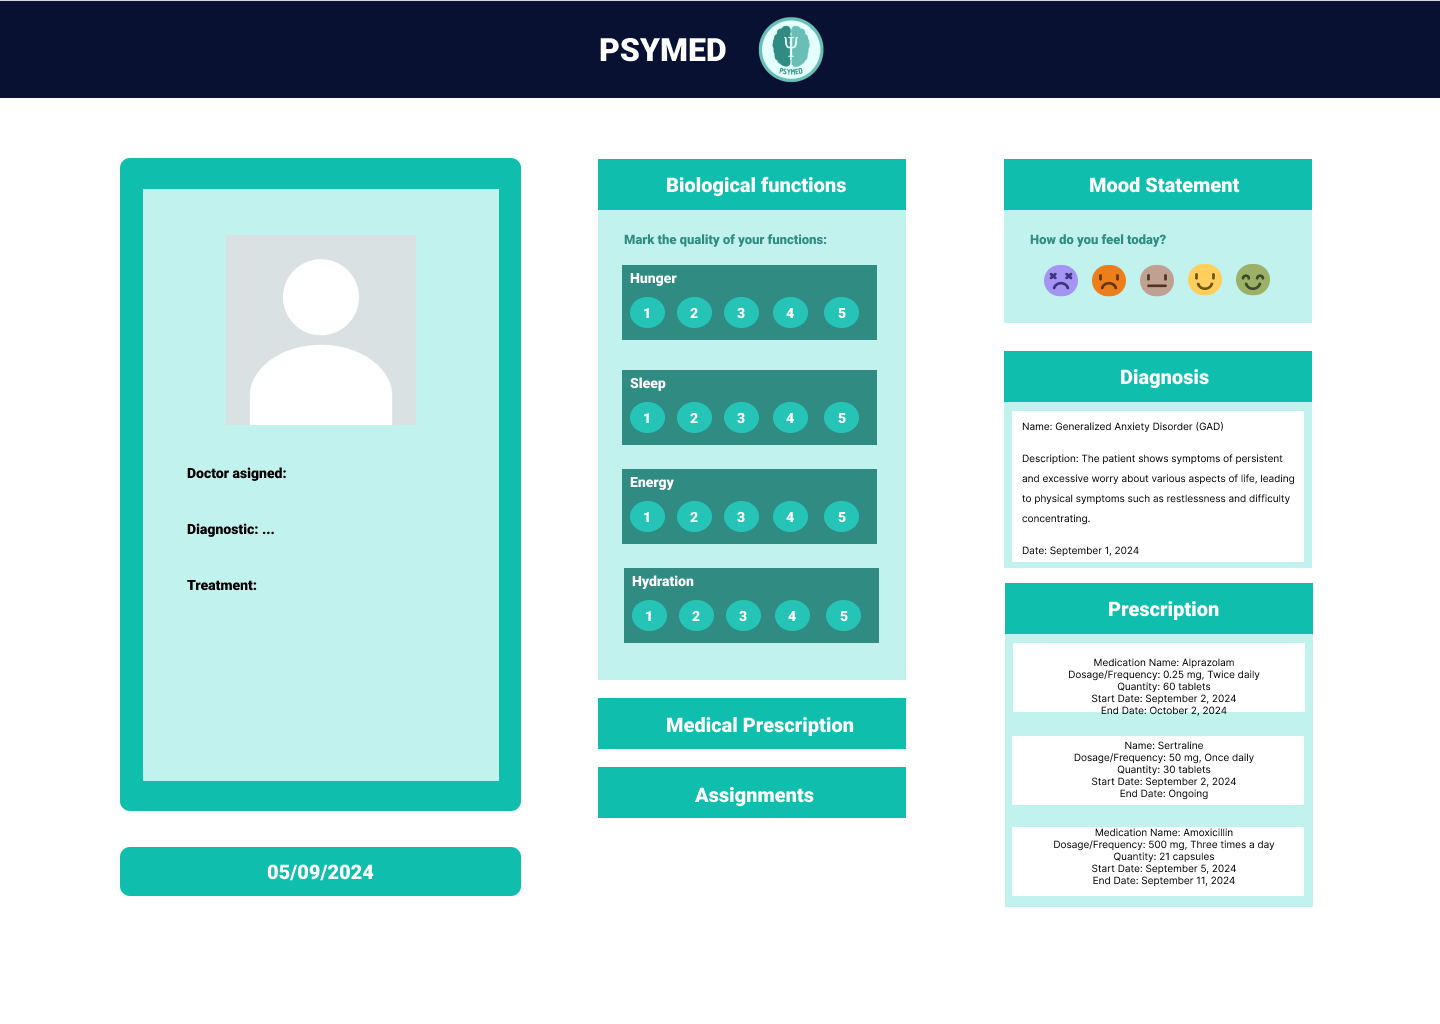 PSYMED
PSYMED
Doctor asigned:
Diagnostic: ...
Treatment:
05/09/2024
Biological functions
Mark the quality of your functions:
Hunger
1 2 3 4 5
Sleep
1 2 3 4 5
Energy
1 2 3 4 5
Hydration
1 2 3 4 5
Medical Prescription
Assignments
Mood Statement
How do you feel today?
Diagnosis
Name: Generalized Anxiety Disorder (GAD)
Description: The patient shows symptoms of persistent
and excessive worry about various aspects of life, leading
to physical symptoms such as restlessness and difficulty
concentrating.
Date: September 1, 2024
Prescription
Medication Name: Alprazolam
Dosage/Frequency: 0.25 mg, Twice daily
Quantity: 60 tablets
Start Date: September 2, 2024
End Date: October 2, 2024
Name: Sertraline
Dosage/Frequency: 50 mg, Once daily
Quantity: 30 tablets
Start Date: September 2, 2024
End Date: Ongoing
Medication Name: Amoxicillin
Dosage/Frequency: 500 mg, Three times a day
Quantity: 21 capsules
Start Date: September 5, 2024
End Date: September 11, 2024